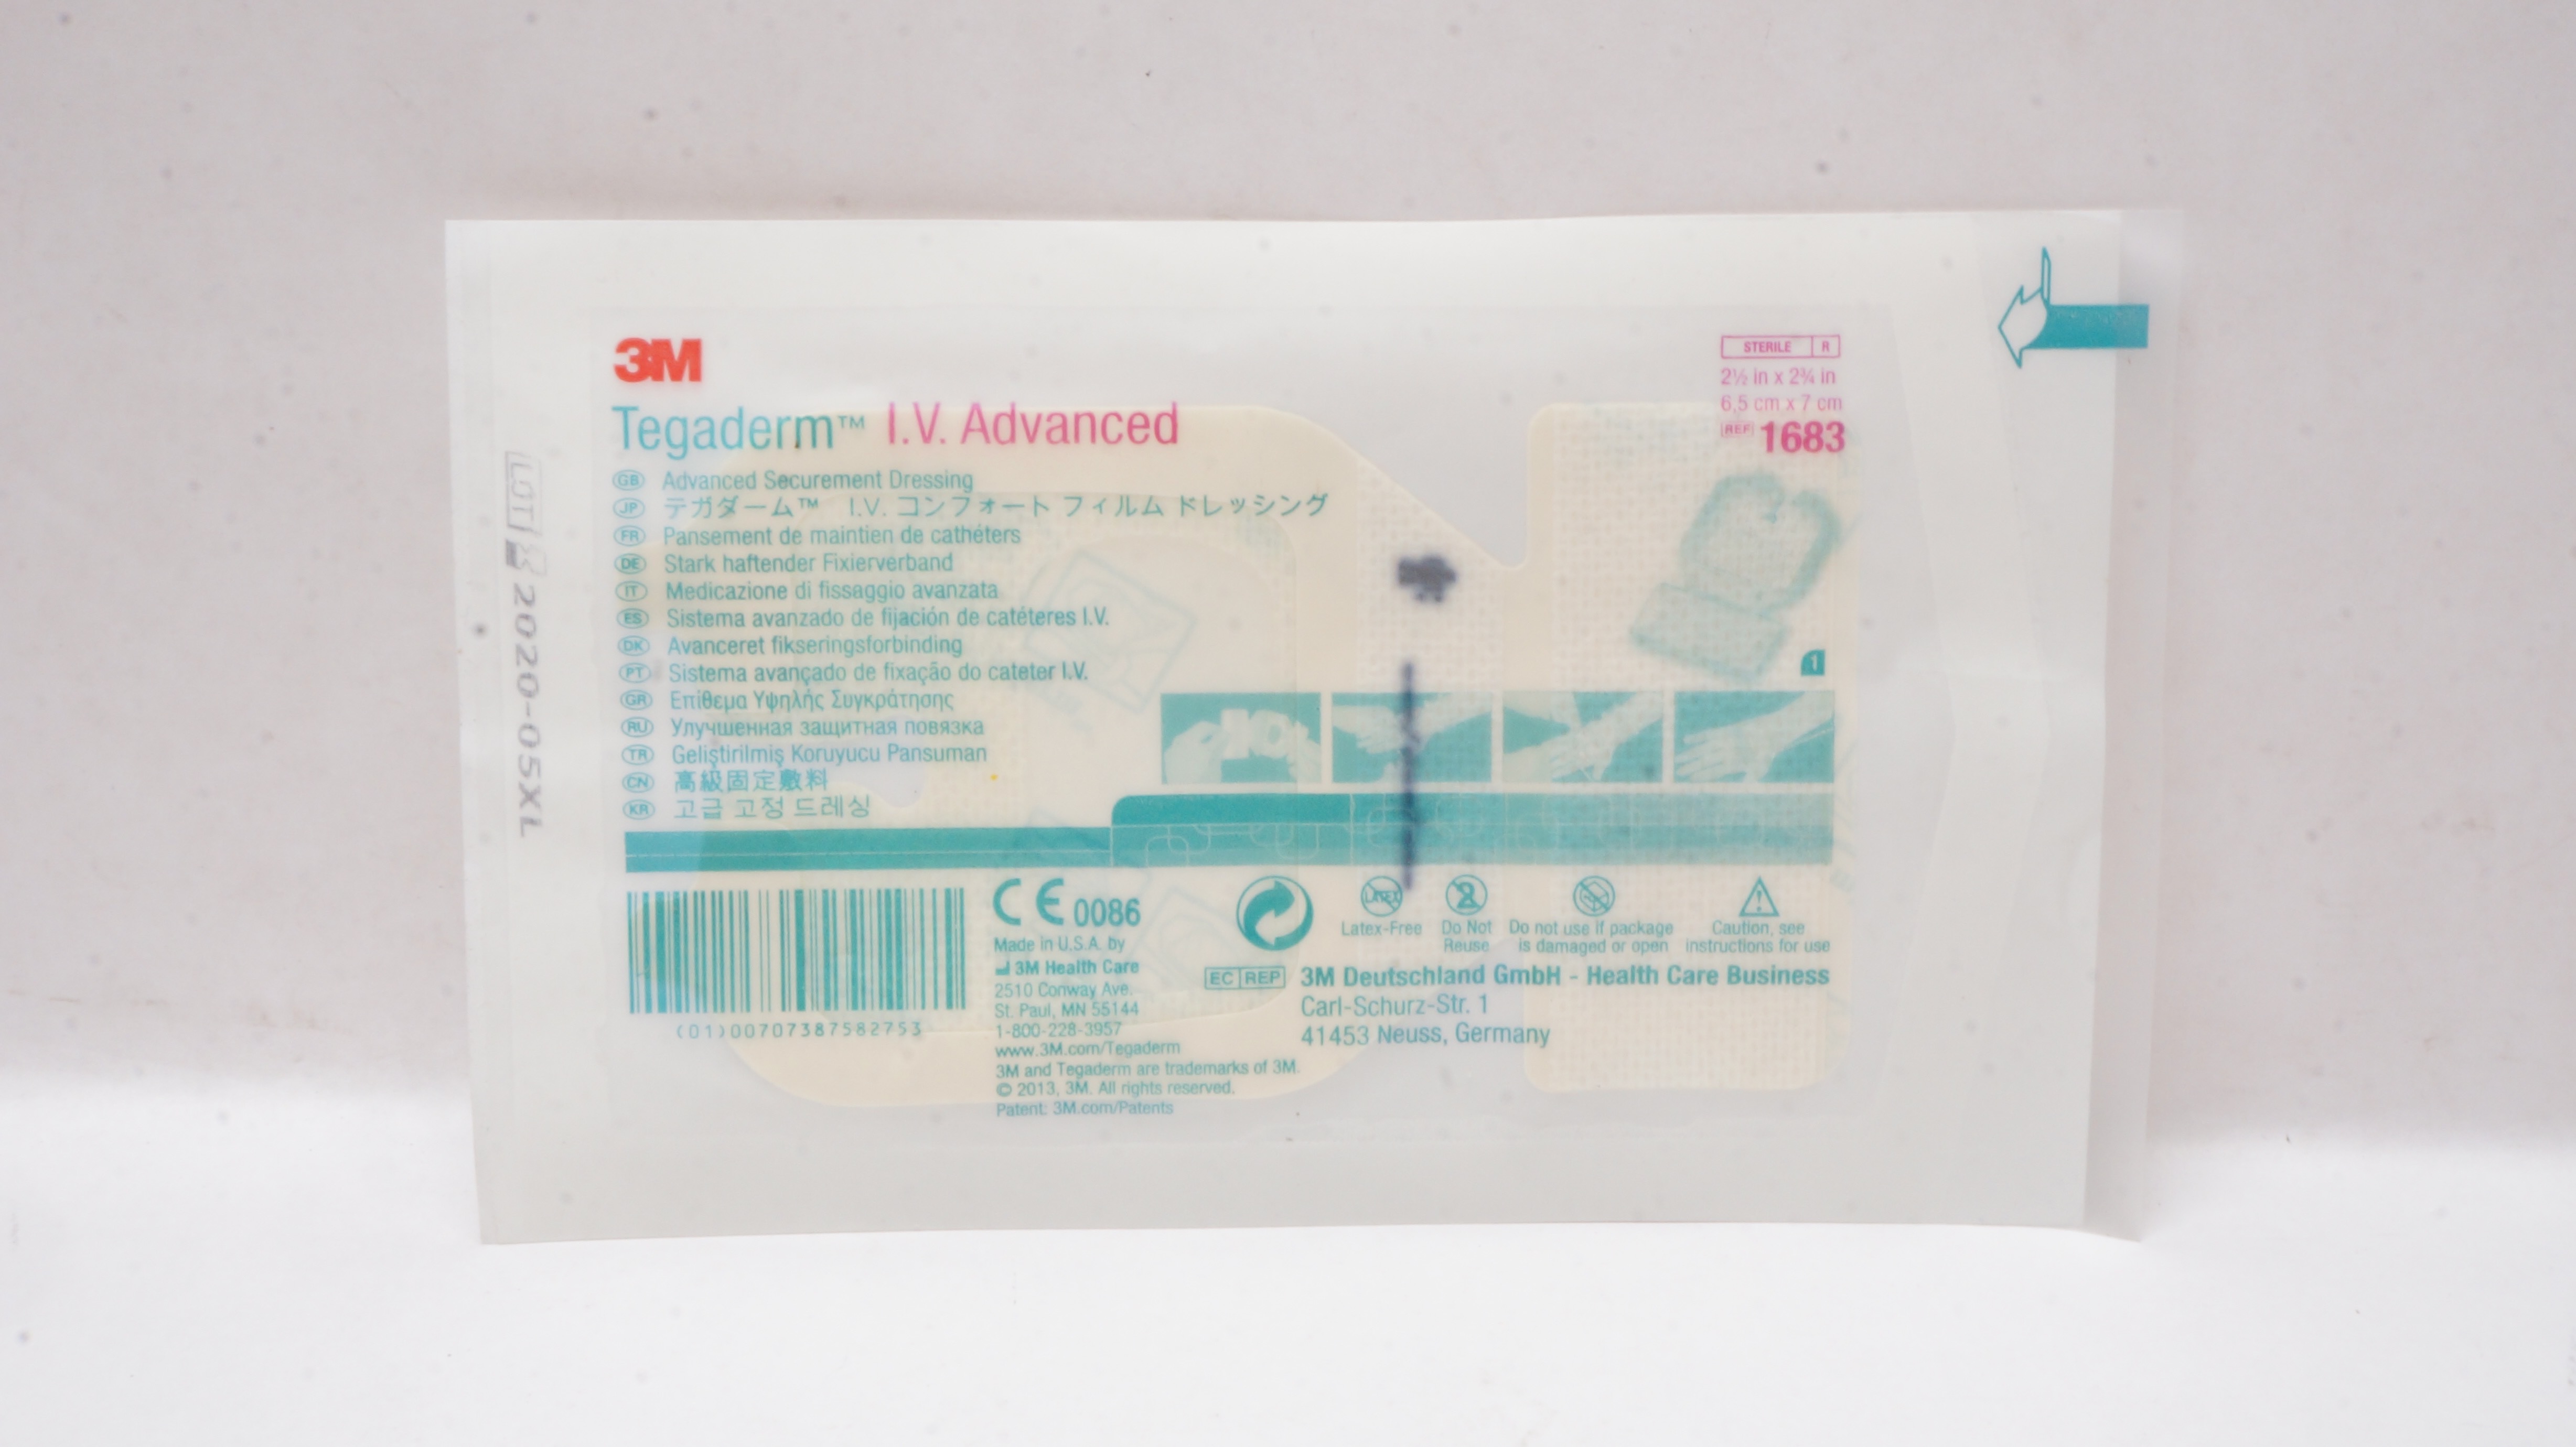 3M
Tegaderm™ I.V. Advanced
STERILE R
2½ in x 2¾ in
6,5 cm x 7 cm
REF 1683
GB Advanced Securement Dressing
JP テガダーム™ I.V. コンフォート フィルム ドレッシング
FR Pansement de maintien de cathéters
DE Stark haftender Fixierverband
IT Medicazione di fissaggio avanzata
ES Sistema avanzado de fijación de catéteres I.V.
DK Avanceret fikseringsforbinding
PT Sistema avançado de fixação do cateter I.V.
GR Επίθεμα Υψηλής Συγκράτησης
RU Улучшенная защитная повязка
TR Geliştirilmiş Koruyucu Pansuman
CN 高級固定敷料
KR 고급 고정 드레싱
1
LOT 2020-05XL
(01)00707387582753
CE 0086
Made in U.S.A. by
3M Health Care
2510 Conway Ave.
St. Paul, MN 55144
1-800-228-3957
www.3M.com/Tegaderm
3M and Tegaderm are trademarks of 3M.
© 2013, 3M. All rights reserved.
Patent: 3M.com/Patents
LATEX
Latex-Free
2
Do Not
Reuse
Do not use if package
is damaged or open
Caution, see
instructions for use
EC REP 3M Deutschland GmbH - Health Care Business
Carl-Schurz-Str. 1
41453 Neuss, Germany